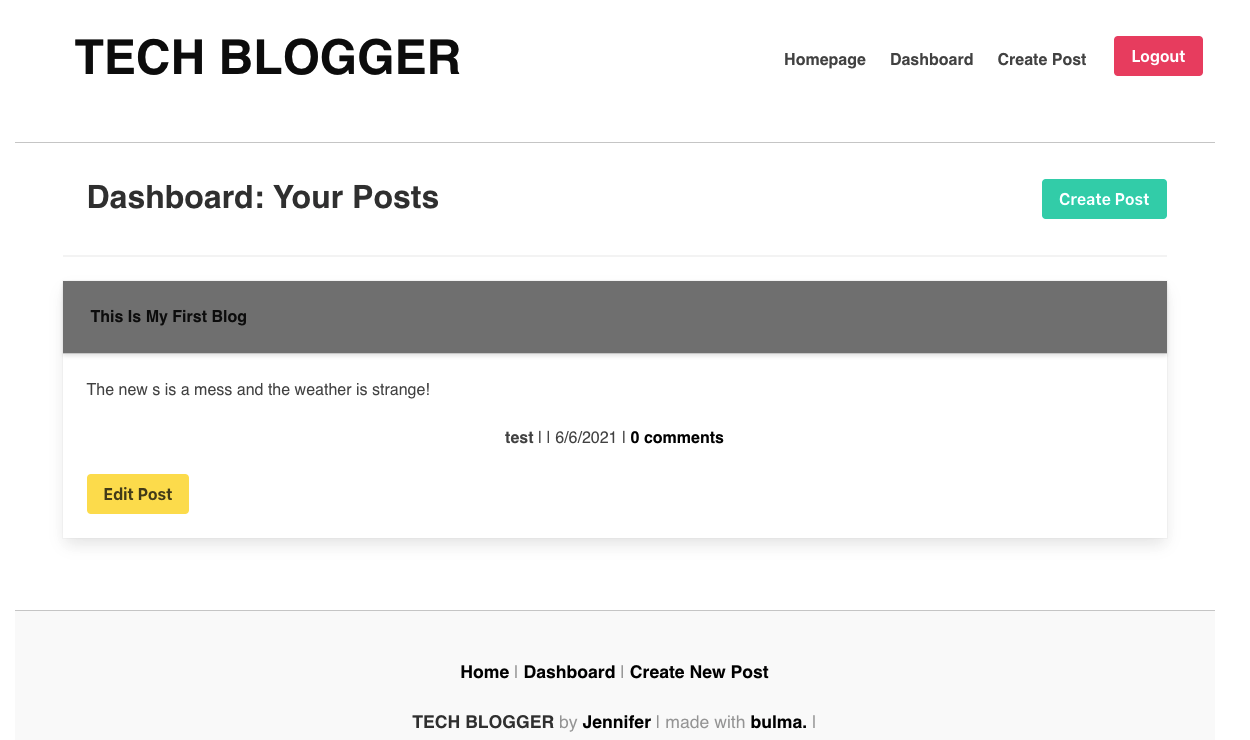 TECH BLOGGER
Homepage Dashboard Create Post Logout
Dashboard: Your Posts
Create Post
This Is My First Blog
The new s is a mess and the weather is strange!
test | | 6/6/2021 | 0 comments
Edit Post
Home | Dashboard | Create New Post
TECH BLOGGER by Jennifer | made with bulma. |